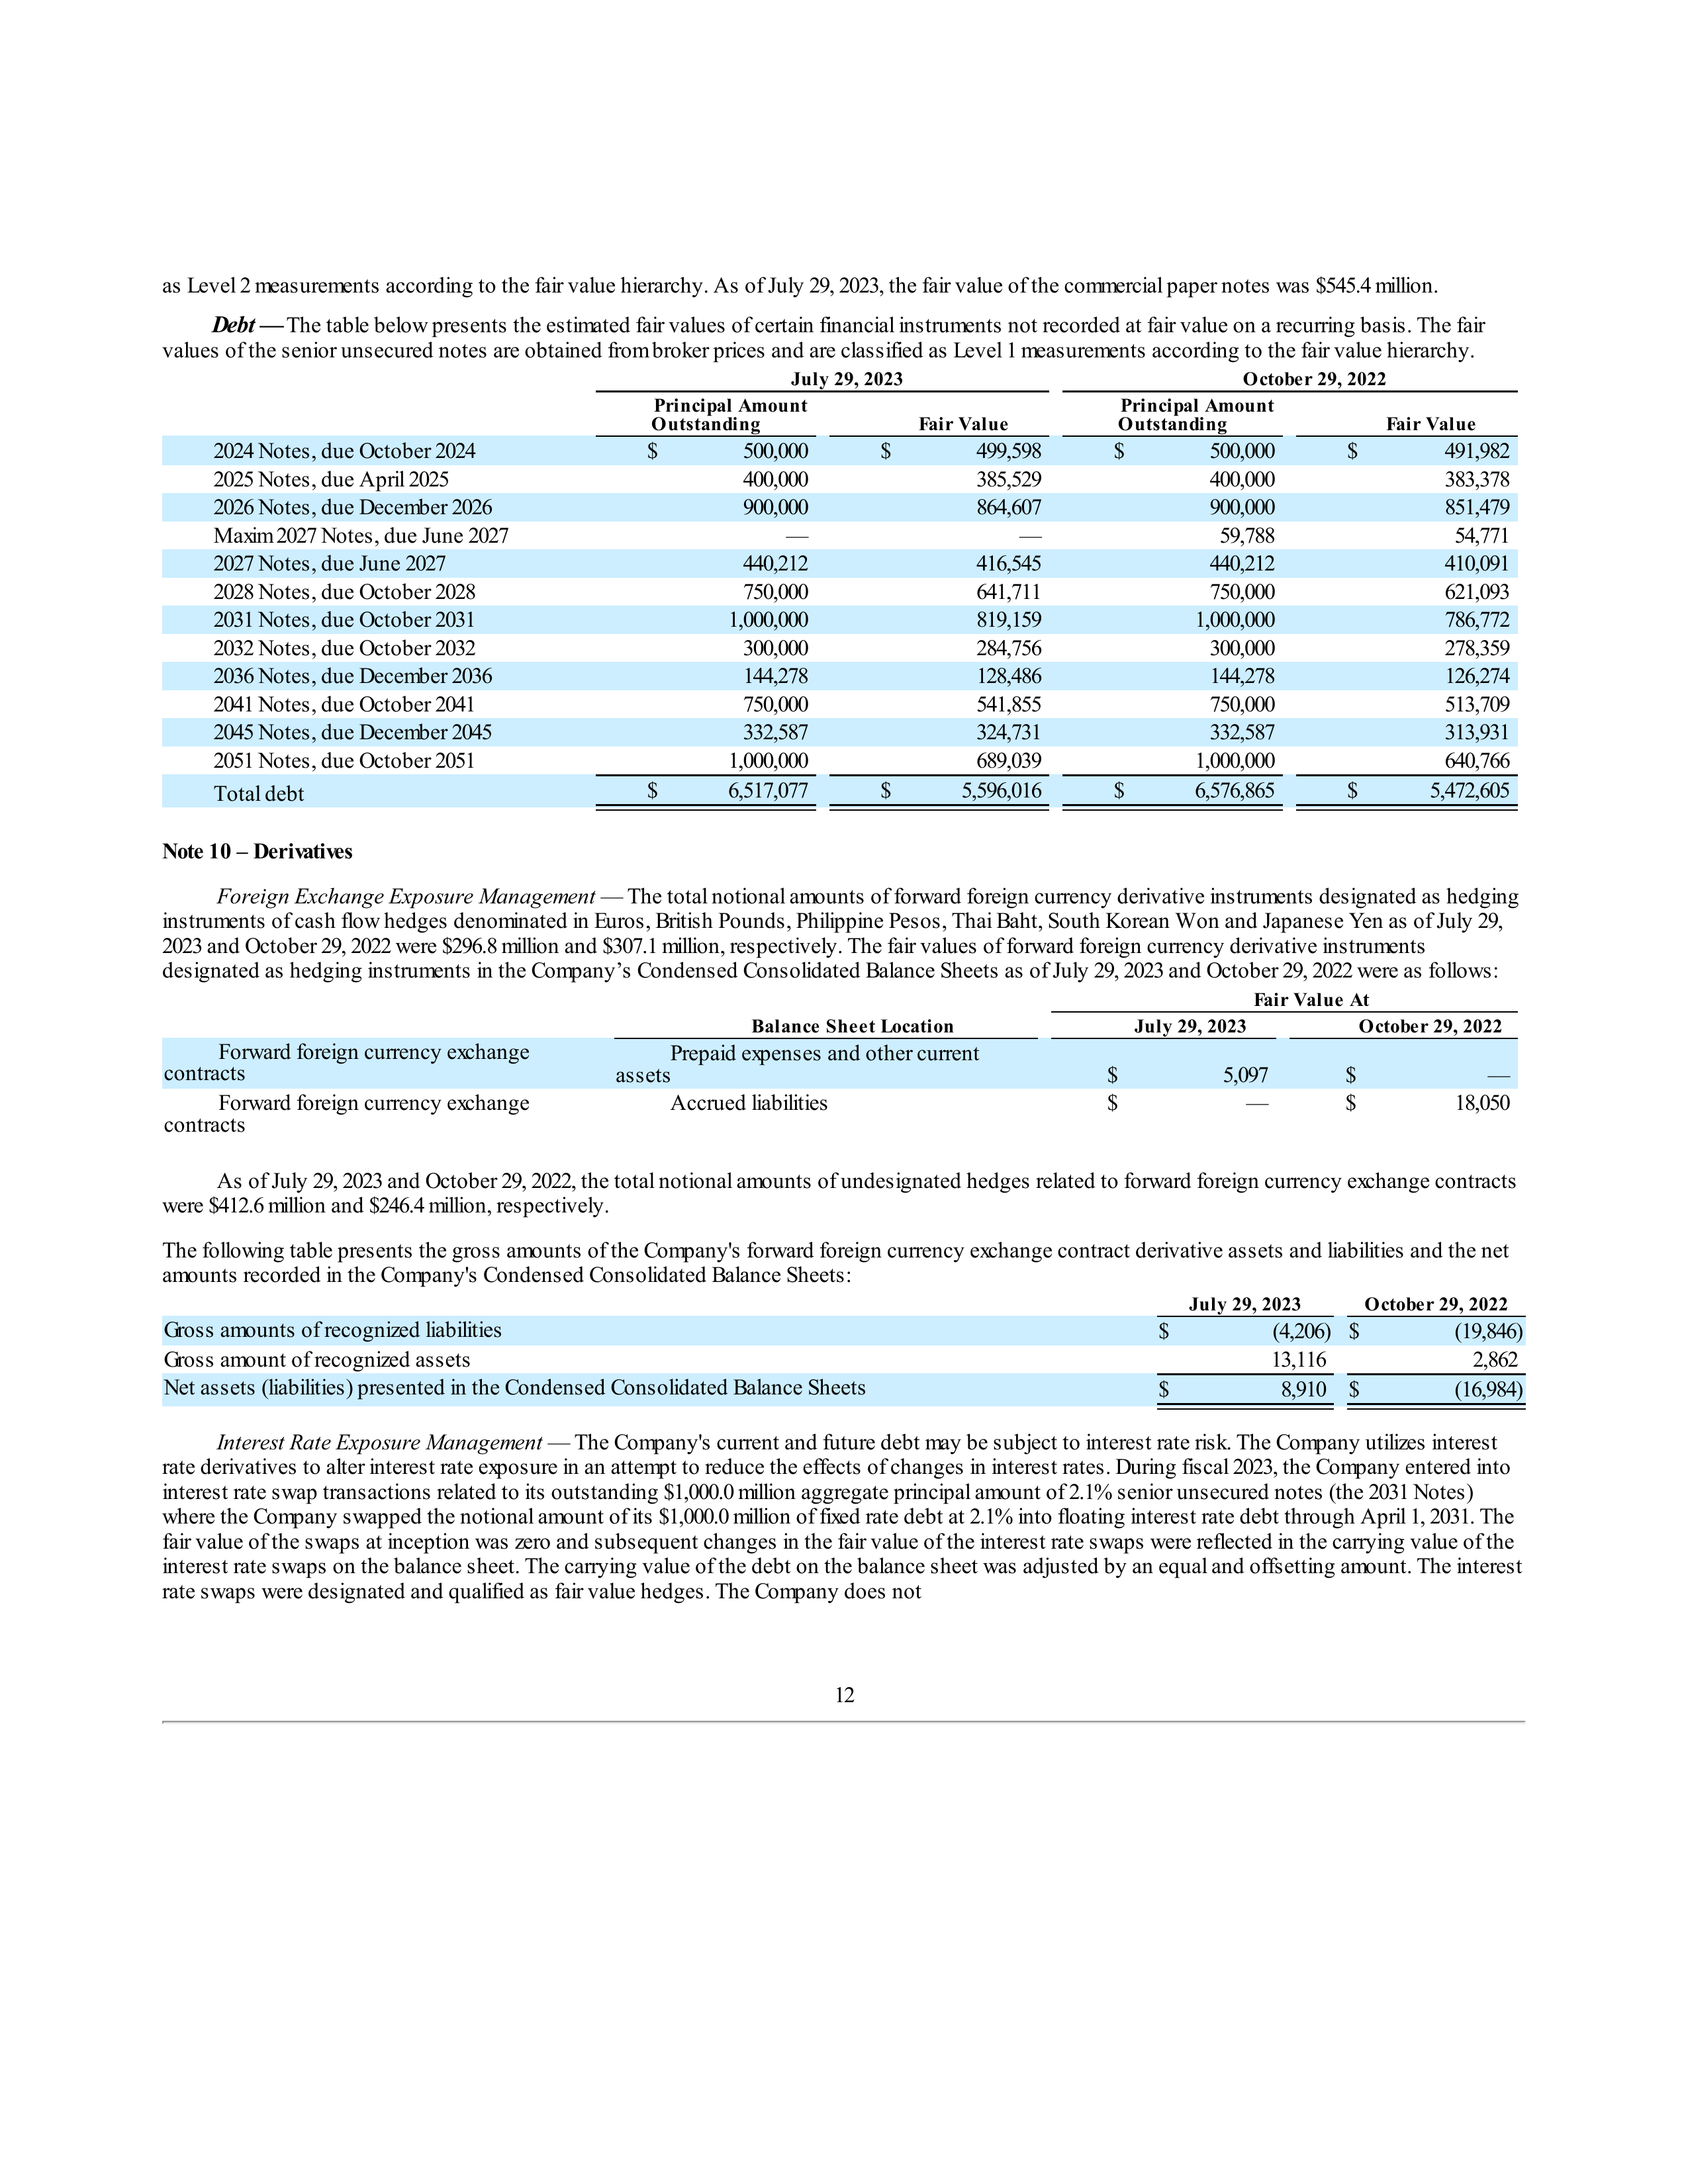 as Level 2 measurements according to the fair value hierarchy. As of July 29, 2023, the fair value of the commercial paper notes was $545.4 million.
Debt — The table below presents the estimated fair values of certain financial instruments not recorded at fair value on a recurring basis. The fair
values of the senior unsecured notes are obtained from broker prices and are classified as Level 1 measurements according to the fair value hierarchy.
July 29, 2023 October 29, 2022
Principal Amount Outstanding Fair Value Principal Amount Outstanding Fair Value
2024 Notes, due October 2024 $ 500,000 $ 499,598 $ 500,000 $ 491,982
2025 Notes, due April 2025 400,000 385,529 400,000 383,378
2026 Notes, due December 2026 900,000 864,607 900,000 851,479
Maxim 2027 Notes, due June 2027 — — 59,788 54,771
2027 Notes, due June 2027 440,212 416,545 440,212 410,091
2028 Notes, due October 2028 750,000 641,711 750,000 621,093
2031 Notes, due October 2031 1,000,000 819,159 1,000,000 786,772
2032 Notes, due October 2032 300,000 284,756 300,000 278,359
2036 Notes, due December 2036 144,278 128,486 144,278 126,274
2041 Notes, due October 2041 750,000 541,855 750,000 513,709
2045 Notes, due December 2045 332,587 324,731 332,587 313,931
2051 Notes, due October 2051 1,000,000 689,039 1,000,000 640,766
Total debt $ 6,517,077 $ 5,596,016 $ 6,576,865 $ 5,472,605
Note 10 – Derivatives
Foreign Exchange Exposure Management — The total notional amounts of forward foreign currency derivative instruments designated as hedging
instruments of cash flow hedges denominated in Euros, British Pounds, Philippine Pesos, Thai Baht, South Korean Won and Japanese Yen as of July 29,
2023 and October 29, 2022 were $296.8 million and $307.1 million, respectively. The fair values of forward foreign currency derivative instruments
designated as hedging instruments in the Company’s Condensed Consolidated Balance Sheets as of July 29, 2023 and October 29, 2022 were as follows:
Fair Value At
Balance Sheet Location July 29, 2023 October 29, 2022
Forward foreign currency exchange contracts Prepaid expenses and other current assets $ 5,097 $ —
Forward foreign currency exchange contracts Accrued liabilities $ — $ 18,050
As of July 29, 2023 and October 29, 2022, the total notional amounts of undesignated hedges related to forward foreign currency exchange contracts
were $412.6 million and $246.4 million, respectively.
The following table presents the gross amounts of the Company's forward foreign currency exchange contract derivative assets and liabilities and the net
amounts recorded in the Company's Condensed Consolidated Balance Sheets:
July 29, 2023 October 29, 2022
Gross amounts of recognized liabilities $ (4,206) $ (19,846)
Gross amount of recognized assets 13,116 2,862
Net assets (liabilities) presented in the Condensed Consolidated Balance Sheets $ 8,910 $ (16,984)
Interest Rate Exposure Management — The Company's current and future debt may be subject to interest rate risk. The Company utilizes interest
rate derivatives to alter interest rate exposure in an attempt to reduce the effects of changes in interest rates. During fiscal 2023, the Company entered into
interest rate swap transactions related to its outstanding $1,000.0 million aggregate principal amount of 2.1% senior unsecured notes (the 2031 Notes)
where the Company swapped the notional amount of its $1,000.0 million of fixed rate debt at 2.1% into floating interest rate debt through April 1, 2031. The
fair value of the swaps at inception was zero and subsequent changes in the fair value of the interest rate swaps were reflected in the carrying value of the
interest rate swaps on the balance sheet. The carrying value of the debt on the balance sheet was adjusted by an equal and offsetting amount. The interest
rate swaps were designated and qualified as fair value hedges. The Company does not
12